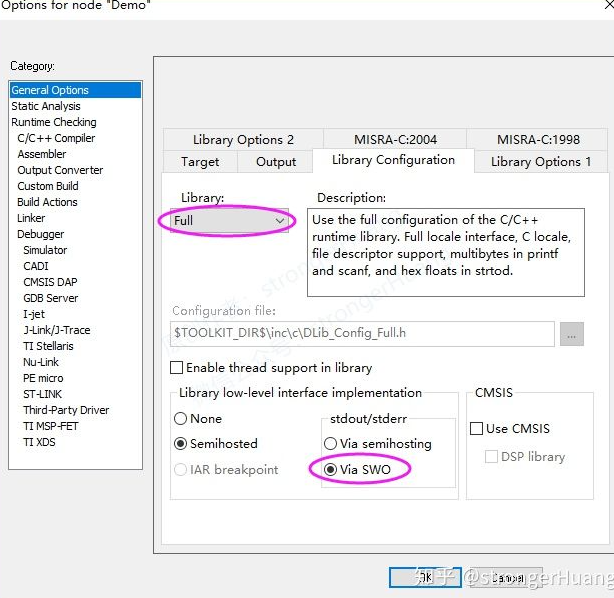 Options for node "Demo"
Category:
General Options
Static Analysis
Runtime Checking
C/C++ Compiler
Assembler
Output Converter
Custom Build
Build Actions
Linker
Debugger
Simulator
CADI
CMSIS DAP
GDB Server
I-jet
J-Link/J-Trace
TI Stellaris
Nu-Link
PE micro
ST-LINK
Third-Party Driver
TI MSP-FET
TI XDS
Library Options 2
MISRA-C:2004
MISRA-C:1998
Target
Output
Library Configuration
Library Options 1
Library:
Full
Description:
Use the full configuration of the C/C++
runtime library. Full locale interface, C locale,
file descriptor support, multibytes in printf
and scanf, and hex floats in strtod.
Configuration file:
$TOOLKIT_DIR$\inc\c\DLib_Config_Full.h
...
Enable thread support in library
Library low-level interface implementation
None
Semihosted
IAR breakpoint
stdout/stderr
Via semihosting
Via SWO
CMSIS
Use CMSIS
DSP library
OK
Cancel
知乎 @strongerHuang